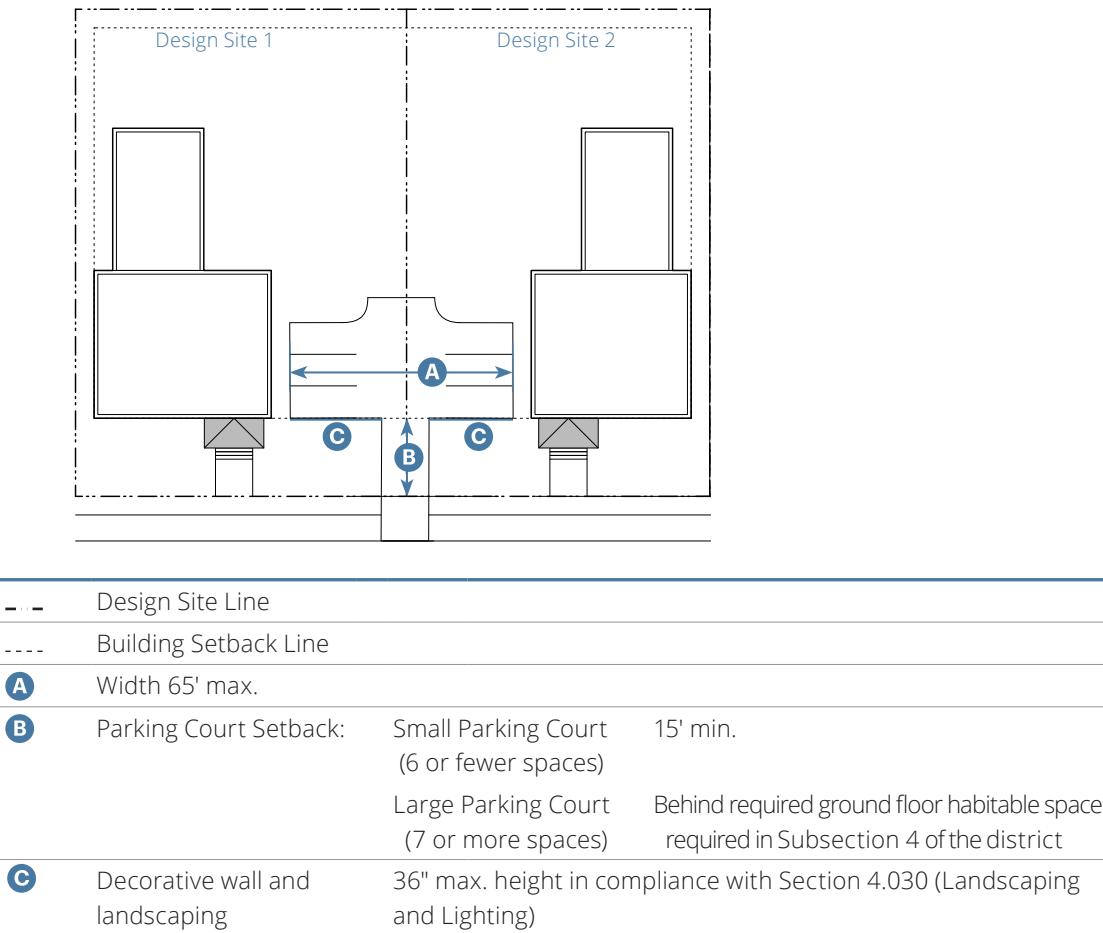 Design Site 1
Design Site 2
A
C
B
C
Design Site Line
Building Setback Line
A Width 65' max.
B Parking Court Setback: Small Parking Court 15' min.
(6 or fewer spaces)
Large Parking Court Behind required ground floor habitable space
(7 or more spaces) required in Subsection 4 of the district
C Decorative wall and 36" max. height in compliance with Section 4.030 (Landscaping
landscaping and Lighting)